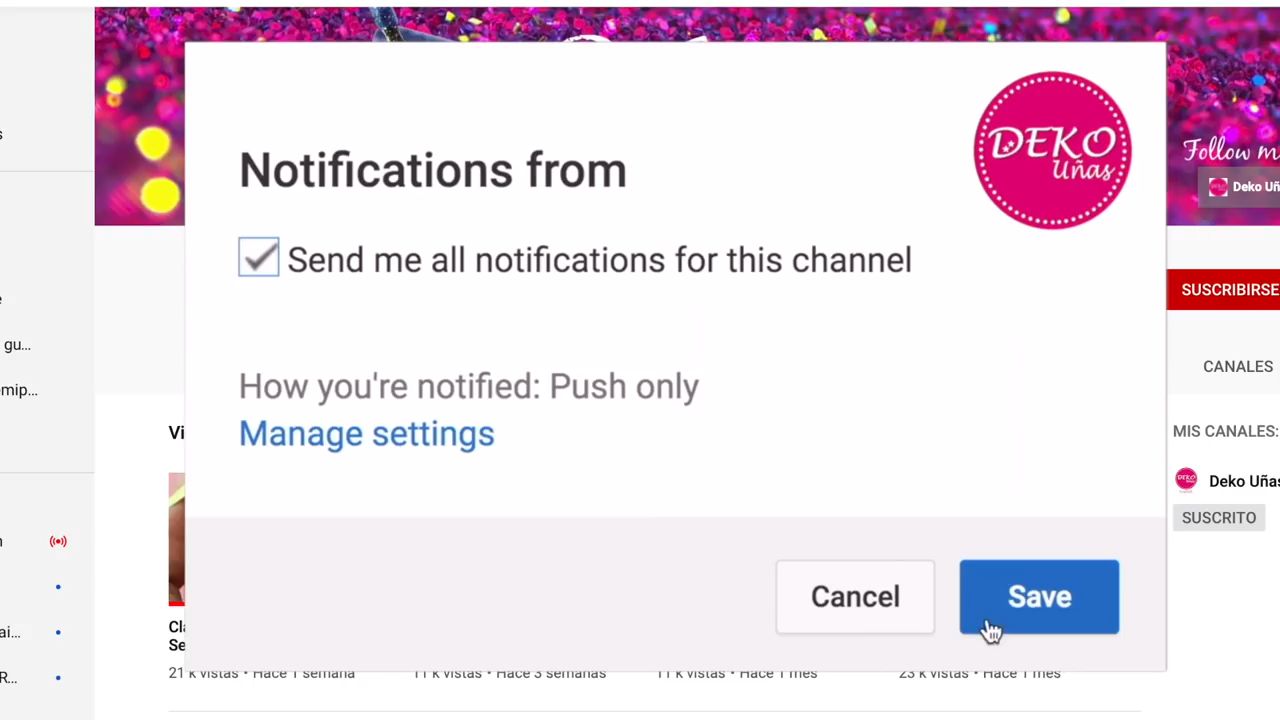 s
Follow m
Deko Uñ
DEKO
Uñas
Notifications from
Send me all notifications for this channel
SUSCRIBIRSE
e
gu...
CANALES
How you're notified: Push only
omip...
Manage settings
Vi
MIS CANALES:
Deko Uñas
SUSCRITO
n
Cancel
Save
Cla
ai...
Se
21 k vistas • Hace 1 semana
11 k vistas • Hace 3 semanas
11 k vistas • Hace 1 mes
23 k vistas • Hace 1 mes
R...